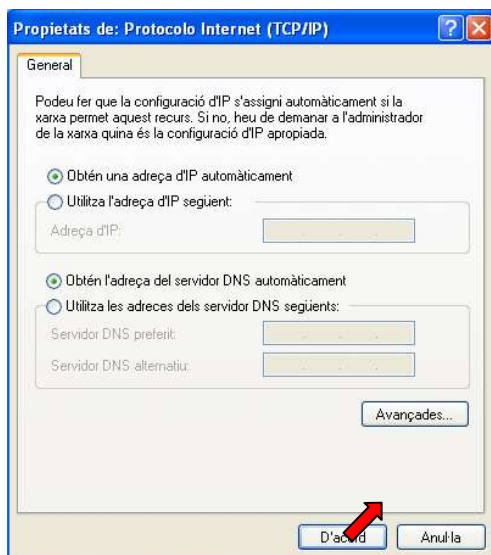 Propietats de: Protocolo Internet (TCP/IP)
General
Podeu fer que la configuració d'IP s'assigni automàticament si la
xarxa permet aquest recurs. Si no, heu de demanar a l'administrador
de la xarxa quina és la configuració d'IP apropiada.
Obtén una adreça d'IP automàticament
Utilitza l'adreça d'IP següent:
Adreça d'IP:
Obtén l'adreça del servidor DNS automàticament
Utilitza les adreces dels servidor DNS següents:
Servidor DNS preferit:
Servidor DNS alternatiu:
Avançades...
D'acord
Anul·la